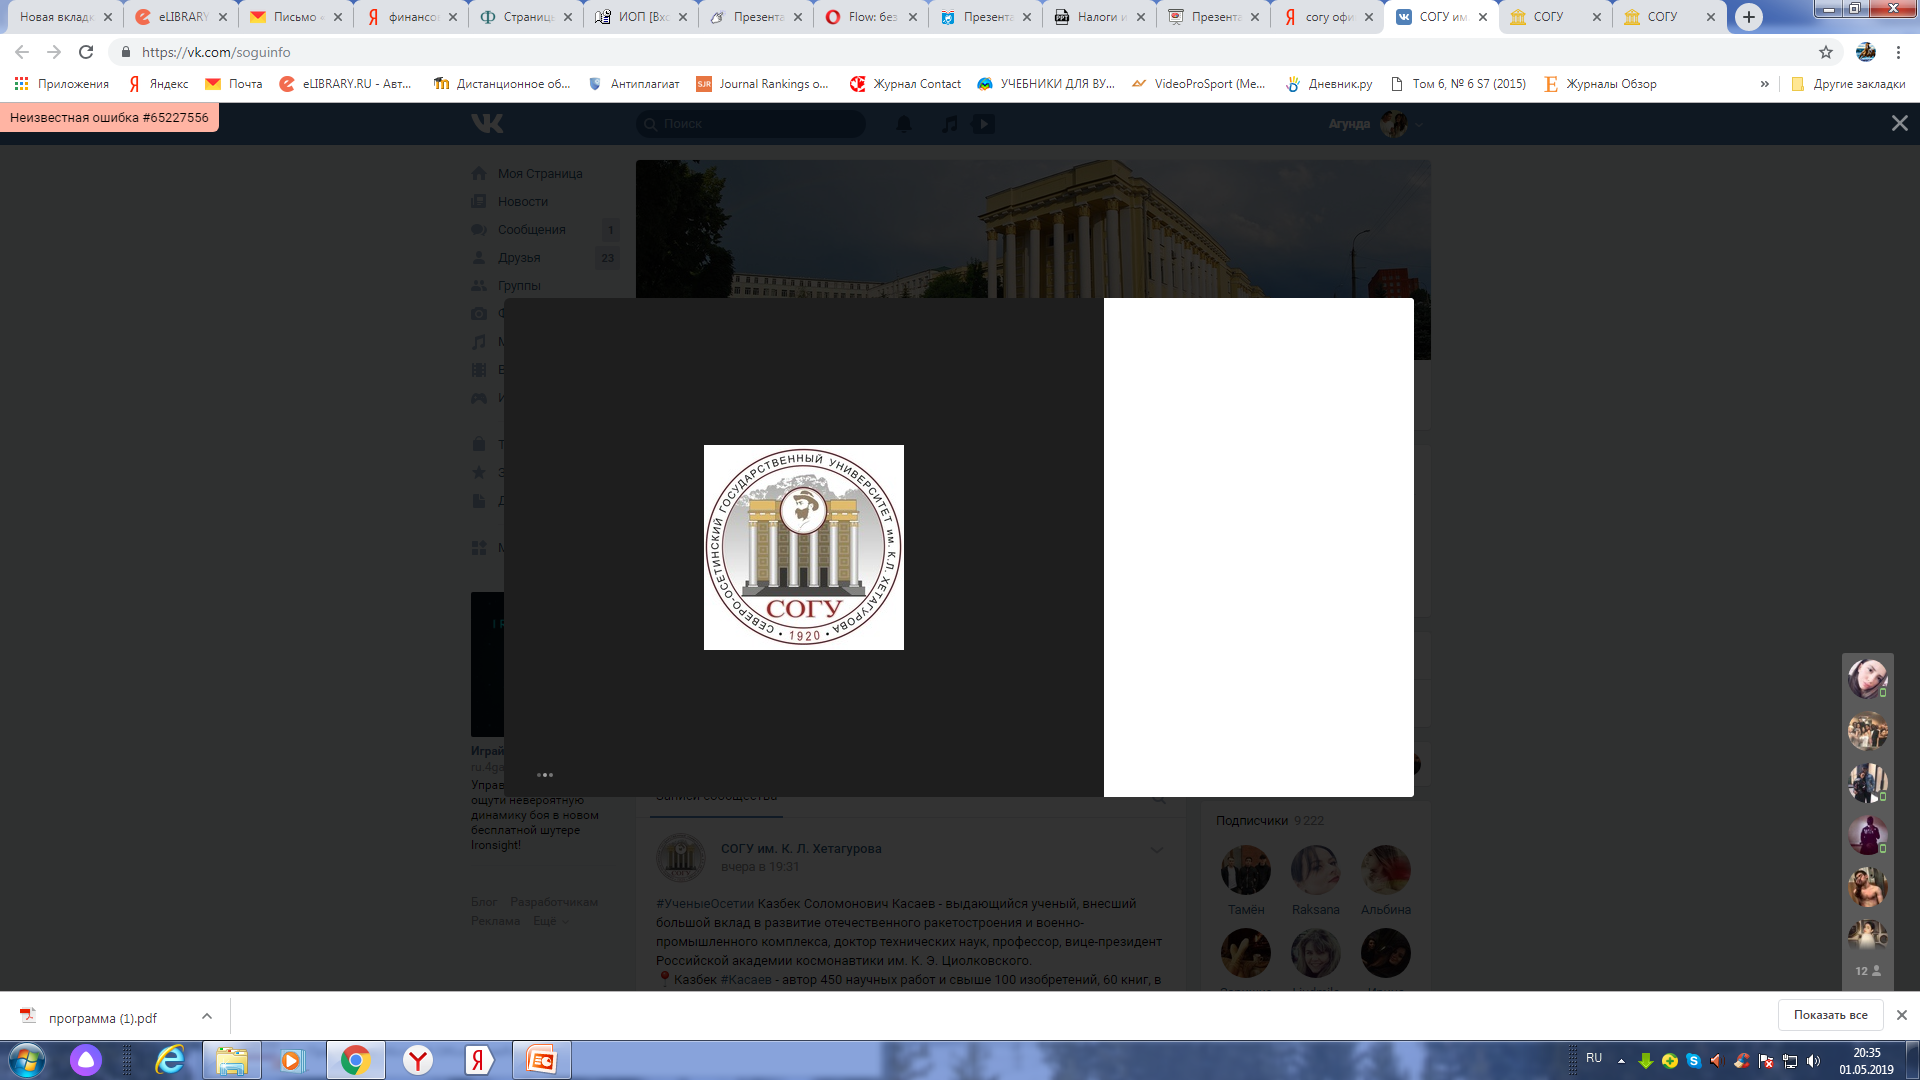 Новая вкладк
eLIBRARY
Письмо «
финансо
Страниц
ИОП [Вхо
Презента
Flow: без
Презента
Налоги и
Презента
согу офи
СОГУ им.
СОГУ
СОГУ
https://vk.com/soguinfo
Приложения
Яндекс
Почта
eLIBRARY.RU - Авт...
Дистанционное об...
Антиплагиат
Journal Rankings o...
Журнал Contact
УЧЕБНИКИ ДЛЯ ВУ...
VideoProSport (Ме...
Дневник.ру
Том 6, № 6 S7 (2015)
Журналы Обзор
»
Другие закладки
Неизвестная ошибка #65227556
Поиск
Агунда
Моя Страница
Новости
Сообщения 1
Друзья 23
Группы
СЕВЕРО-ОСЕТИНСКИЙ ГОСУДАРСТВЕННЫЙ УНИВЕРСИТЕТ им. К.Л. ХЕТАГУРОВА
СОГУ
• 1920 •
Играй
ru.4ga
Управ
ощути невероятную
динамику боя в новом
бесплатной шутере
Ironsight!
Блог Разработчикам
Реклама Ещё
Записи сообщества
СОГУ им. К. Л. Хетагурова
вчера в 19:31
#УченыеОсетии Казбек Соломонович Касаев - выдающийся ученый, внесший
большой вклад в развитие отечественного ракетостроения и военно-
промышленного комплекса, доктор технических наук, профессор, вице-президент
Российской академии космонавтики им. К. Э. Циолковского.
Казбек #Касаев - автор 450 научных работ и свыше 100 изобретений, 60 книг, в
Подписчики 9 222
Тамён
Raksana
Альбина
12
программа (1).pdf
Показать все
RU
20:35
01.05.2019